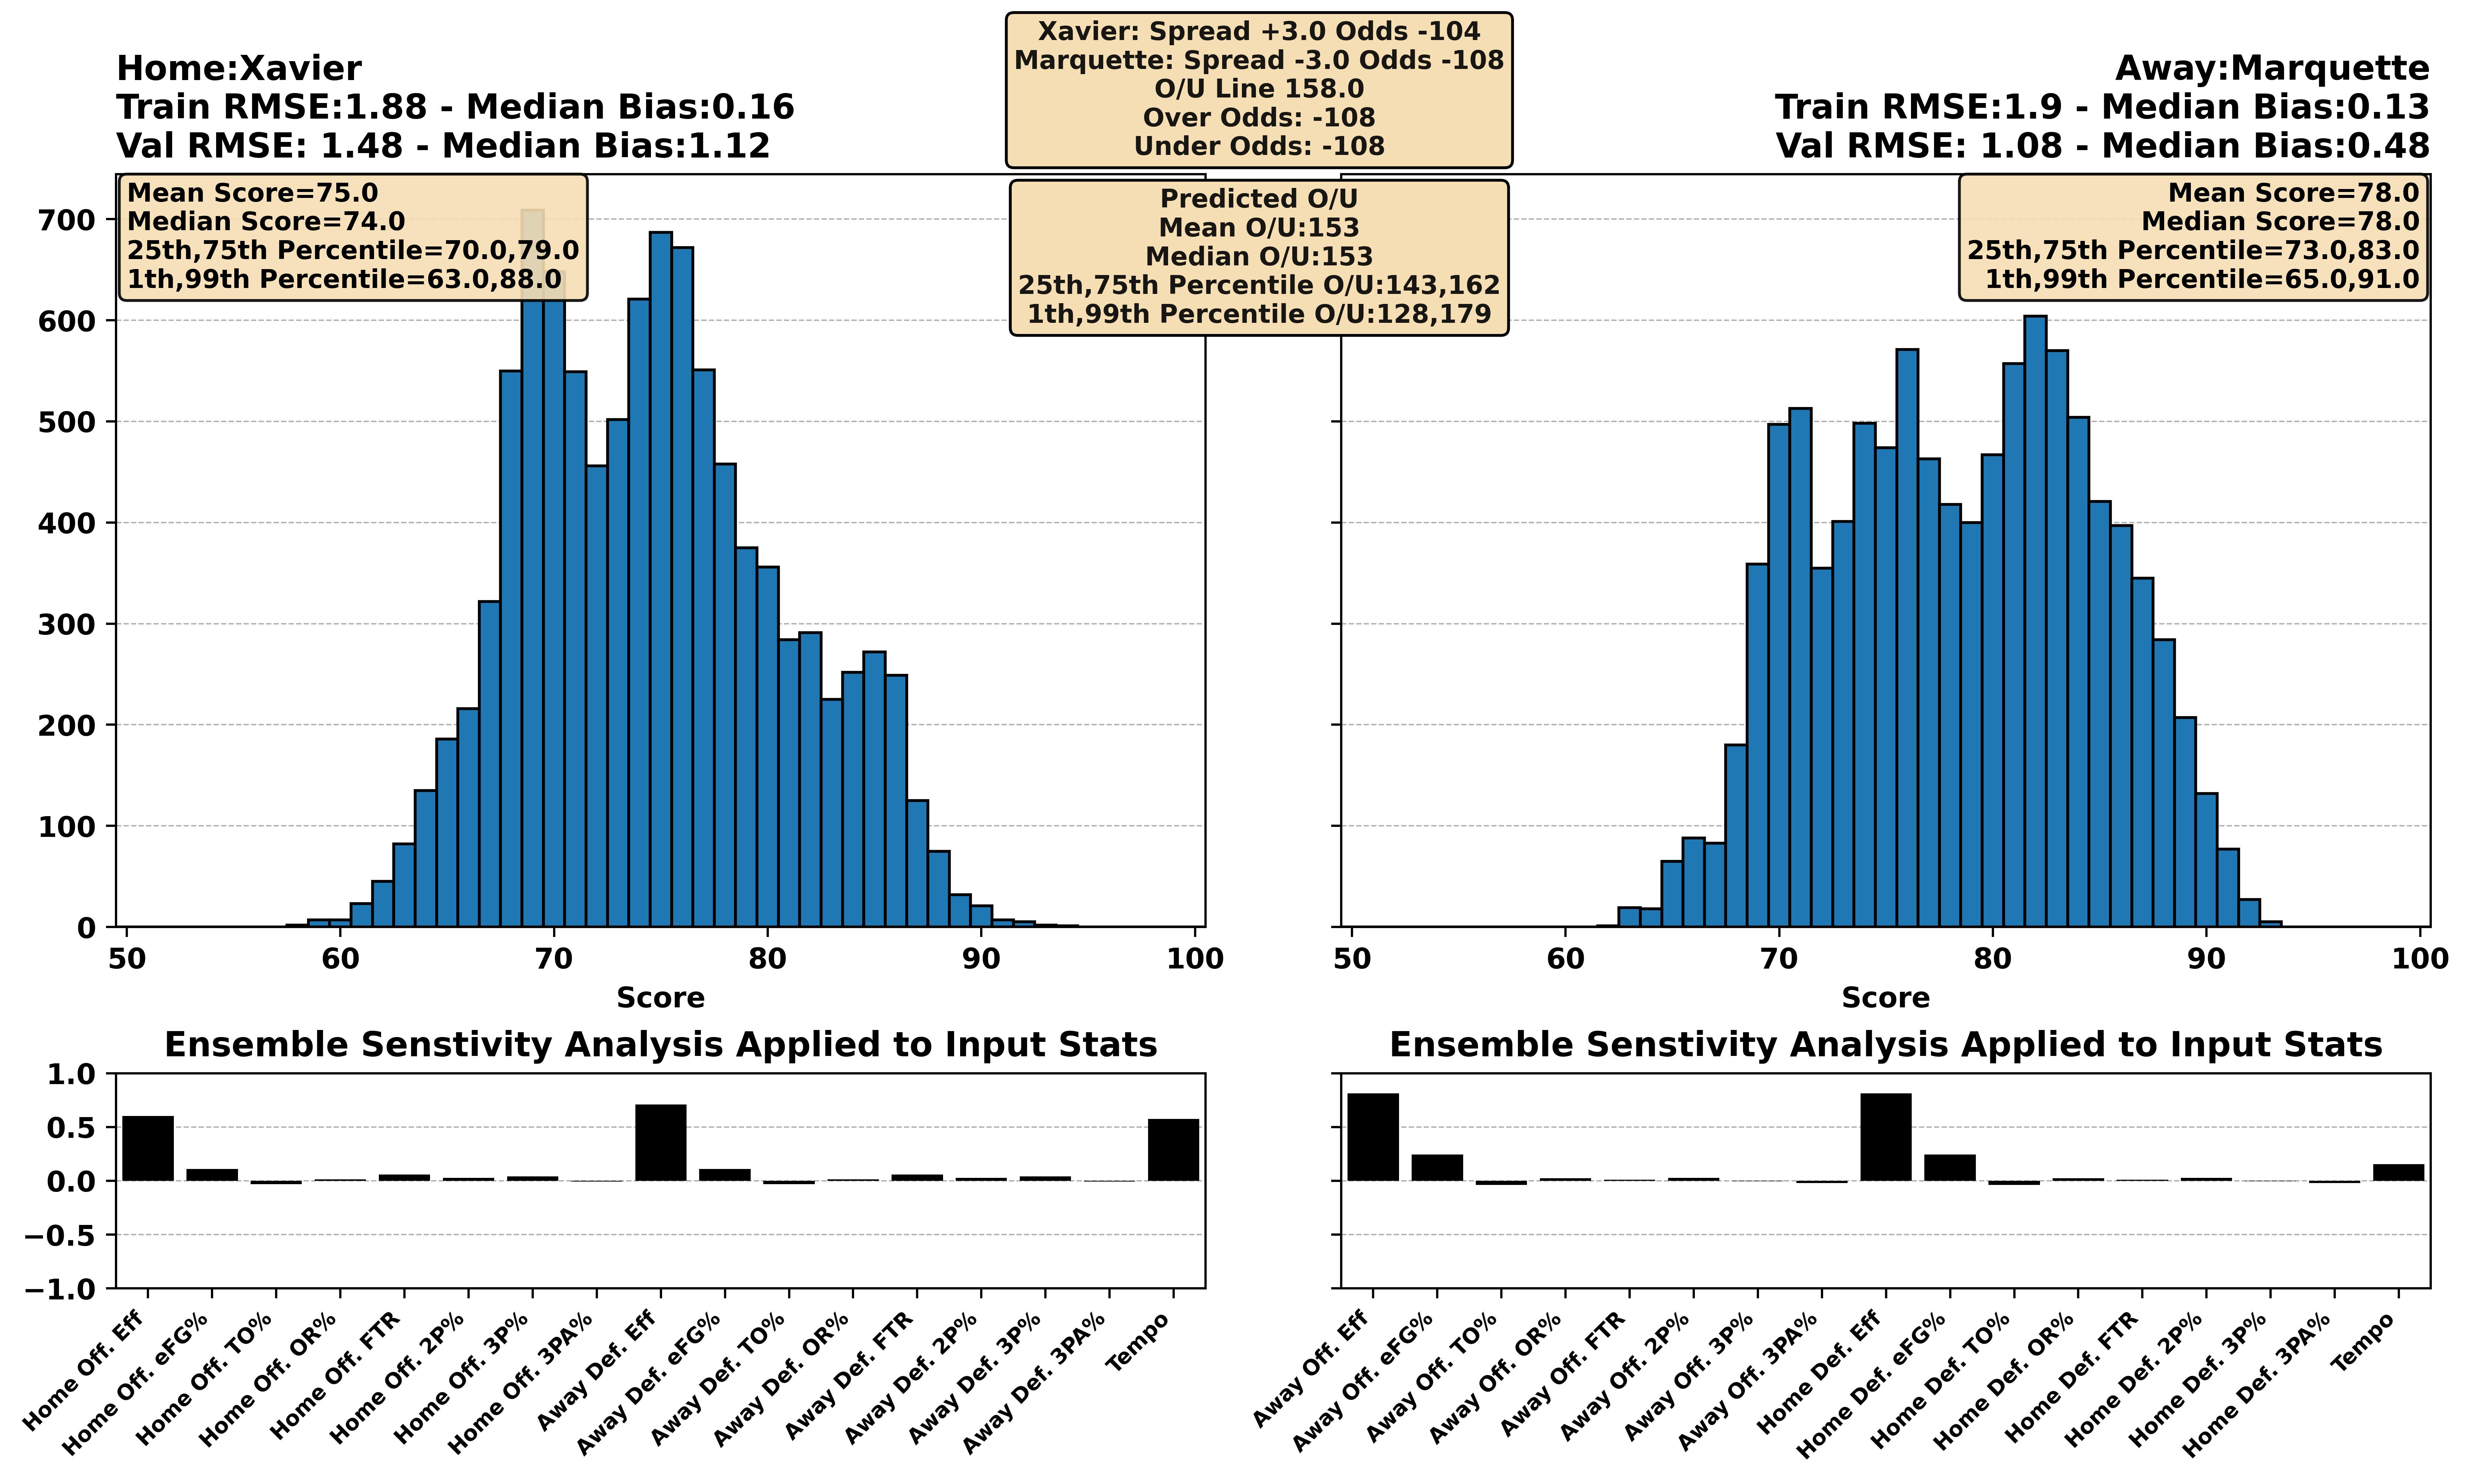 Home:Xavier
Train RMSE:1.88 - Median Bias:0.16
Val RMSE: 1.48 - Median Bias:1.12
Xavier: Spread +3.0 Odds -104
Marquette: Spread -3.0 Odds -108
O/U Line 158.0
Over Odds: -108
Under Odds: -108
Away:Marquette
Train RMSE:1.9 - Median Bias:0.13
Val RMSE: 1.08 - Median Bias:0.48
Mean Score=75.0
Median Score=74.0
25th,75th Percentile=70.0,79.0
1th,99th Percentile=63.0,88.0
Predicted O/U
Mean O/U:153
Median O/U:153
25th,75th Percentile O/U:143,162
1th,99th Percentile O/U:128,179
Mean Score=78.0
Median Score=78.0
25th,75th Percentile=73.0,83.0
1th,99th Percentile=65.0,91.0
700
600
500
400
300
200
100
0
50 60 70 80 90 100
Score
50 60 70 80 90 100
Score
Ensemble Senstivity Analysis Applied to Input Stats
Ensemble Senstivity Analysis Applied to Input Stats
1.0
0.5
0.0
−0.5
−1.0
Home Off. Eff
Home Off. eFG%
Home Off. TO%
Home Off. OR%
Home Off. FTR
Home Off. 2P%
Home Off. 3P%
Home Off. 3PA%
Away Def. Eff
Away Def. eFG%
Away Def. TO%
Away Def. OR%
Away Def. FTR
Away Def. 2P%
Away Def. 3P%
Away Def. 3PA%
Tempo
Away Off. Eff
Away Off. eFG%
Away Off. TO%
Away Off. OR%
Away Off. FTR
Away Off. 2P%
Away Off. 3P%
Away Off. 3PA%
Home Def. Eff
Home Def. eFG%
Home Def. TO%
Home Def. OR%
Home Def. FTR
Home Def. 2P%
Home Def. 3P%
Home Def. 3PA%
Tempo